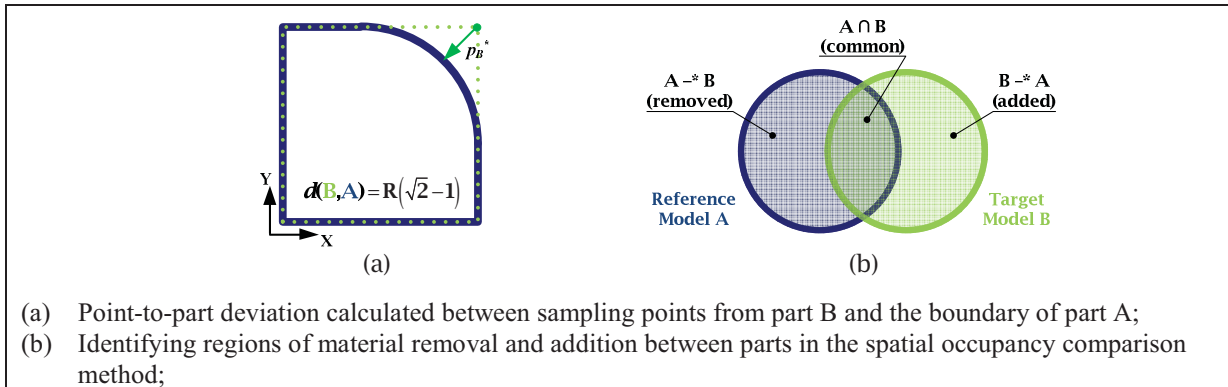 p_B*
d(B,A)=R(√2−1)
Y
X
(a)
A ∩ B
(common)
A −* B
(removed)
B −* A
(added)
Reference
Model A
Target
Model B
(b)
(a) Point-to-part deviation calculated between sampling points from part B and the boundary of part A;
(b) Identifying regions of material removal and addition between parts in the spatial occupancy comparison
method;